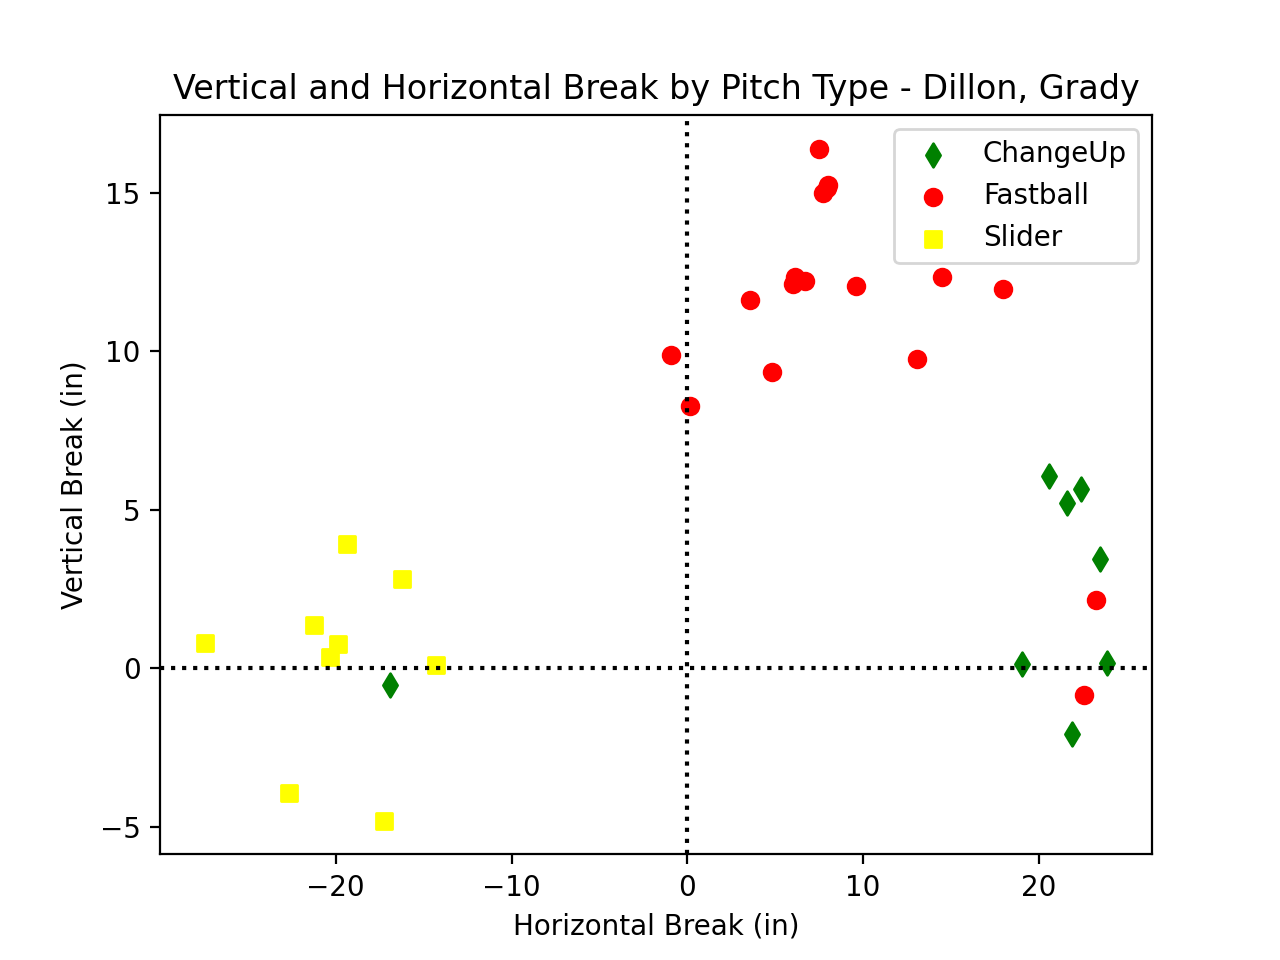 Vertical and Horizontal Break by Pitch Type - Dillon, Grady
ChangeUp
Fastball
Slider
15
10
5
0
−5
Vertical Break (in)
−20
−10
0
10
20
Horizontal Break (in)